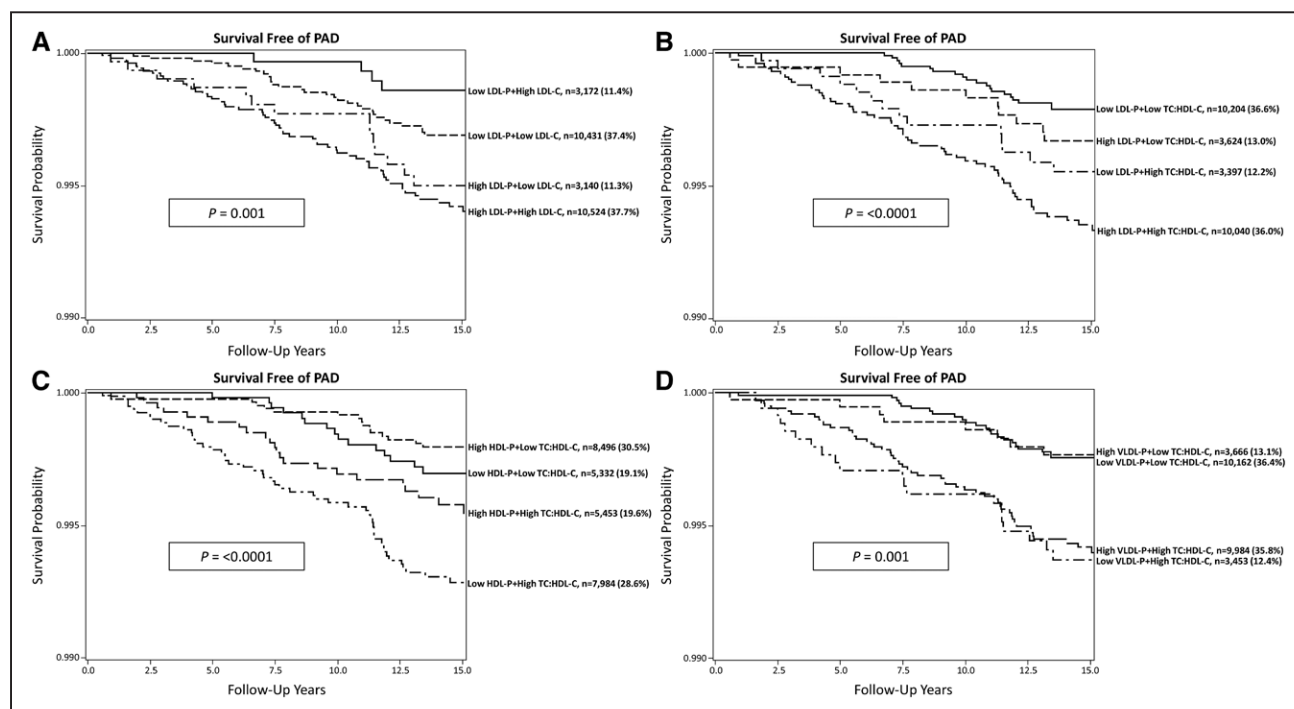 A
Survival Free of PAD
1.000
0.995
0.990
Survival Probability
Low LDL-P+High LDL-C, n=3,172 (11.4%)
Low LDL-P+Low LDL-C, n=10,431 (37.4%)
High LDL-P+Low LDL-C, n=3,140 (11.3%)
High LDL-P+High LDL-C, n=10,524 (37.7%)
P = 0.001
0.0 2.5 5.0 7.5 10.0 12.5 15.0
Follow-Up Years
B
Survival Free of PAD
1.000
0.995
0.990
Survival Probability
Low LDL-P+Low TC:HDL-C, n=10,204 (36.6%)
High LDL-P+Low TC:HDL-C, n=3,624 (13.0%)
Low LDL-P+High TC:HDL-C, n=3,397 (12.2%)
High LDL-P+High TC:HDL-C, n=10,040 (36.0%)
P = <0.0001
0.0 2.5 5.0 7.5 10.0 12.5 15.0
Follow-Up Years
C
Survival Free of PAD
1.000
0.995
0.990
Survival Probability
High HDL-P+Low TC:HDL-C, n=8,496 (30.5%)
Low HDL-P+Low TC:HDL-C, n=5,332 (19.1%)
High HDL-P+High TC:HDL-C, n=5,453 (19.6%)
Low HDL-P+High TC:HDL-C, n=7,984 (28.6%)
P = <0.0001
0.0 2.5 5.0 7.5 10.0 12.5 15.0
Follow-Up Years
D
Survival Free of PAD
1.000
0.995
0.990
Survival Probability
High VLDL-P+Low TC:HDL-C, n=3,666 (13.1%)
Low VLDL-P+Low TC:HDL-C, n=10,162 (36.4%)
High VLDL-P+High TC:HDL-C, n=9,984 (35.8%)
Low VLDL-P+High TC:HDL-C, n=3,453 (12.4%)
P = 0.001
0.0 2.5 5.0 7.5 10.0 12.5 15.0
Follow-Up Years